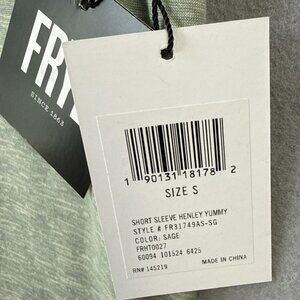 FRYE
SINCE 1863
1 90131 18178 2
SIZE S
SHORT SLEEVE HENLEY YUMMY
STYLE # FR31749AS-SG
COLOR: SAGE
FRHT0027
60094 101524 6425
RN# 145219 MADE IN CHINA